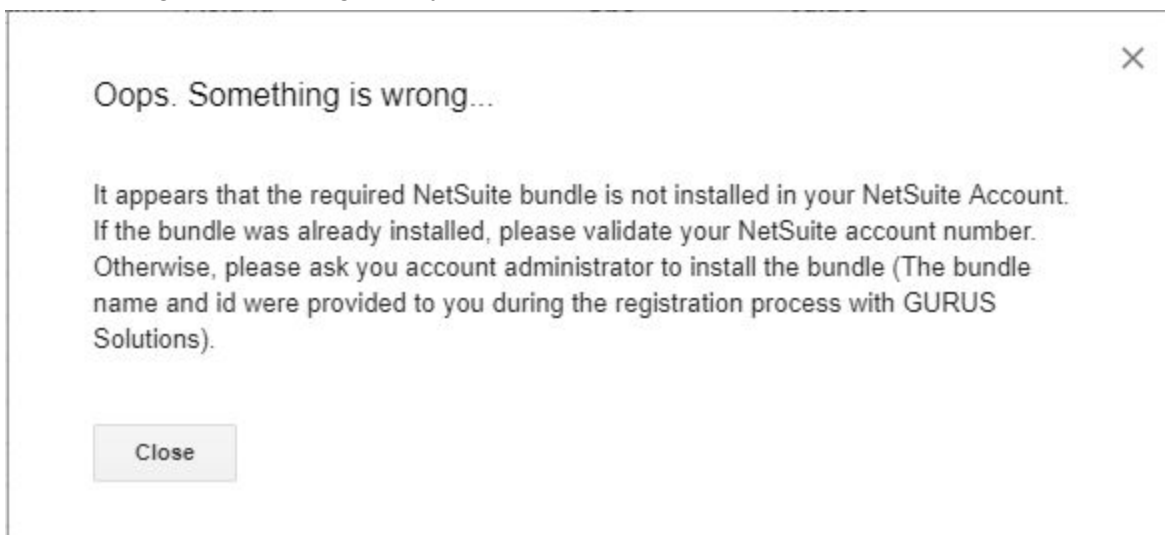 Oops. Something is wrong...
It appears that the required NetSuite bundle is not installed in your NetSuite Account.
If the bundle was already installed, please validate your NetSuite account number.
Otherwise, please ask you account administrator to install the bundle (The bundle
name and id were provided to you during the registration process with GURUS
Solutions).
Close